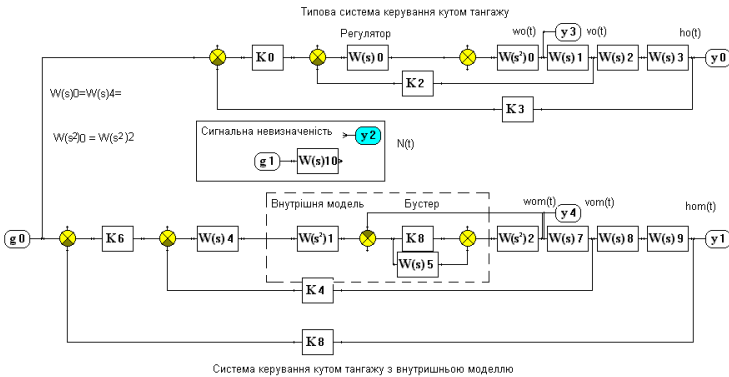 Типова система керування кутом тангажу
Регулятор
wo(t)
y3
vo(t)
ho(t)
K0
W(s)0
W(s²)0
W(s)1
W(s)2
W(s)3
y0
K2
K3
W(s)0=W(s)4=
W(s²)0 = W(s²)2
Сигнальна невизначеність
y2
g1
W(s)10
N(t)
Внутрішня модель
Бустер
wom(t)
y4
vom(t)
hom(t)
g0
K6
W(s)4
W(s²)1
K8
W(s)5
W(s²)2
W(s)7
W(s)8
W(s)9
y1
K4
K8
Система керування кутом тангажу з внитришньою моделлю